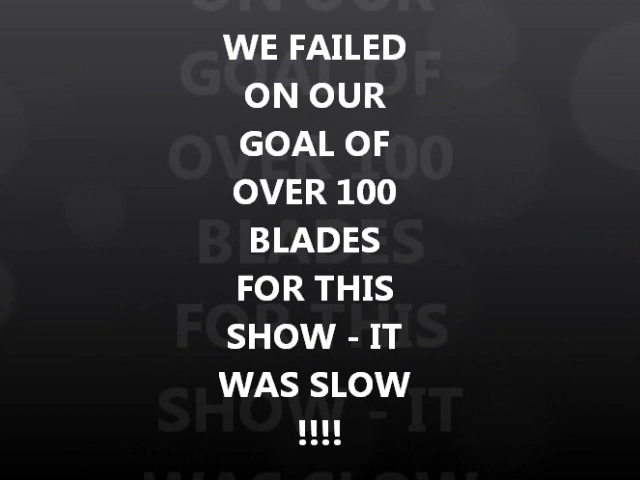 WE FAILED
ON OUR
GOAL OF
OVER 100
BLADES
FOR THIS
SHOW - IT
WAS SLOW
!!!!